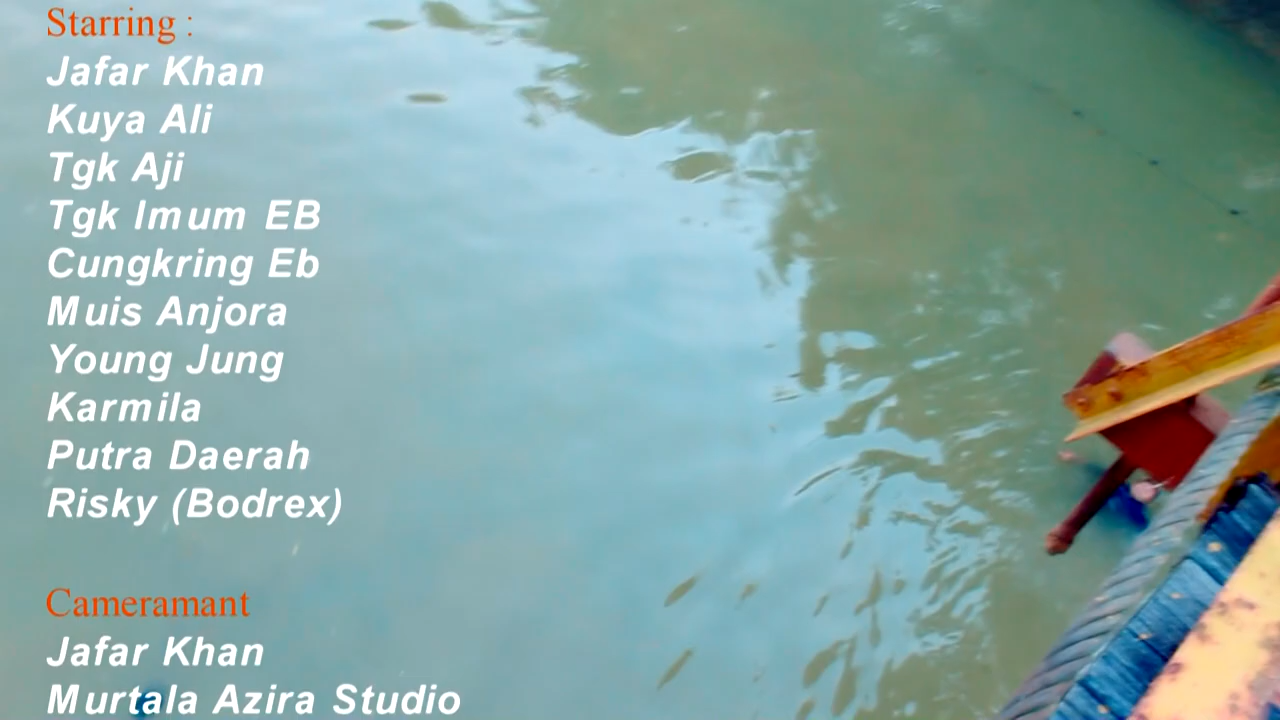 Starring :
Jafar Khan
Kuya Ali
Tgk Aji
Tgk Imum EB
Cungkring Eb
Muis Anjora
Young Jung
Karmila
Putra Daerah
Risky (Bodrex)
Cameramant
Jafar Khan
Murtala Azira Studio